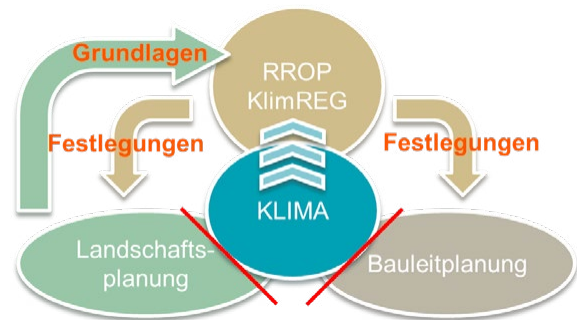 Grundlagen
RROP
KlimREG
Festlegungen
Festlegungen
KLIMA
Landschafts-
planung
Bauleitplanung